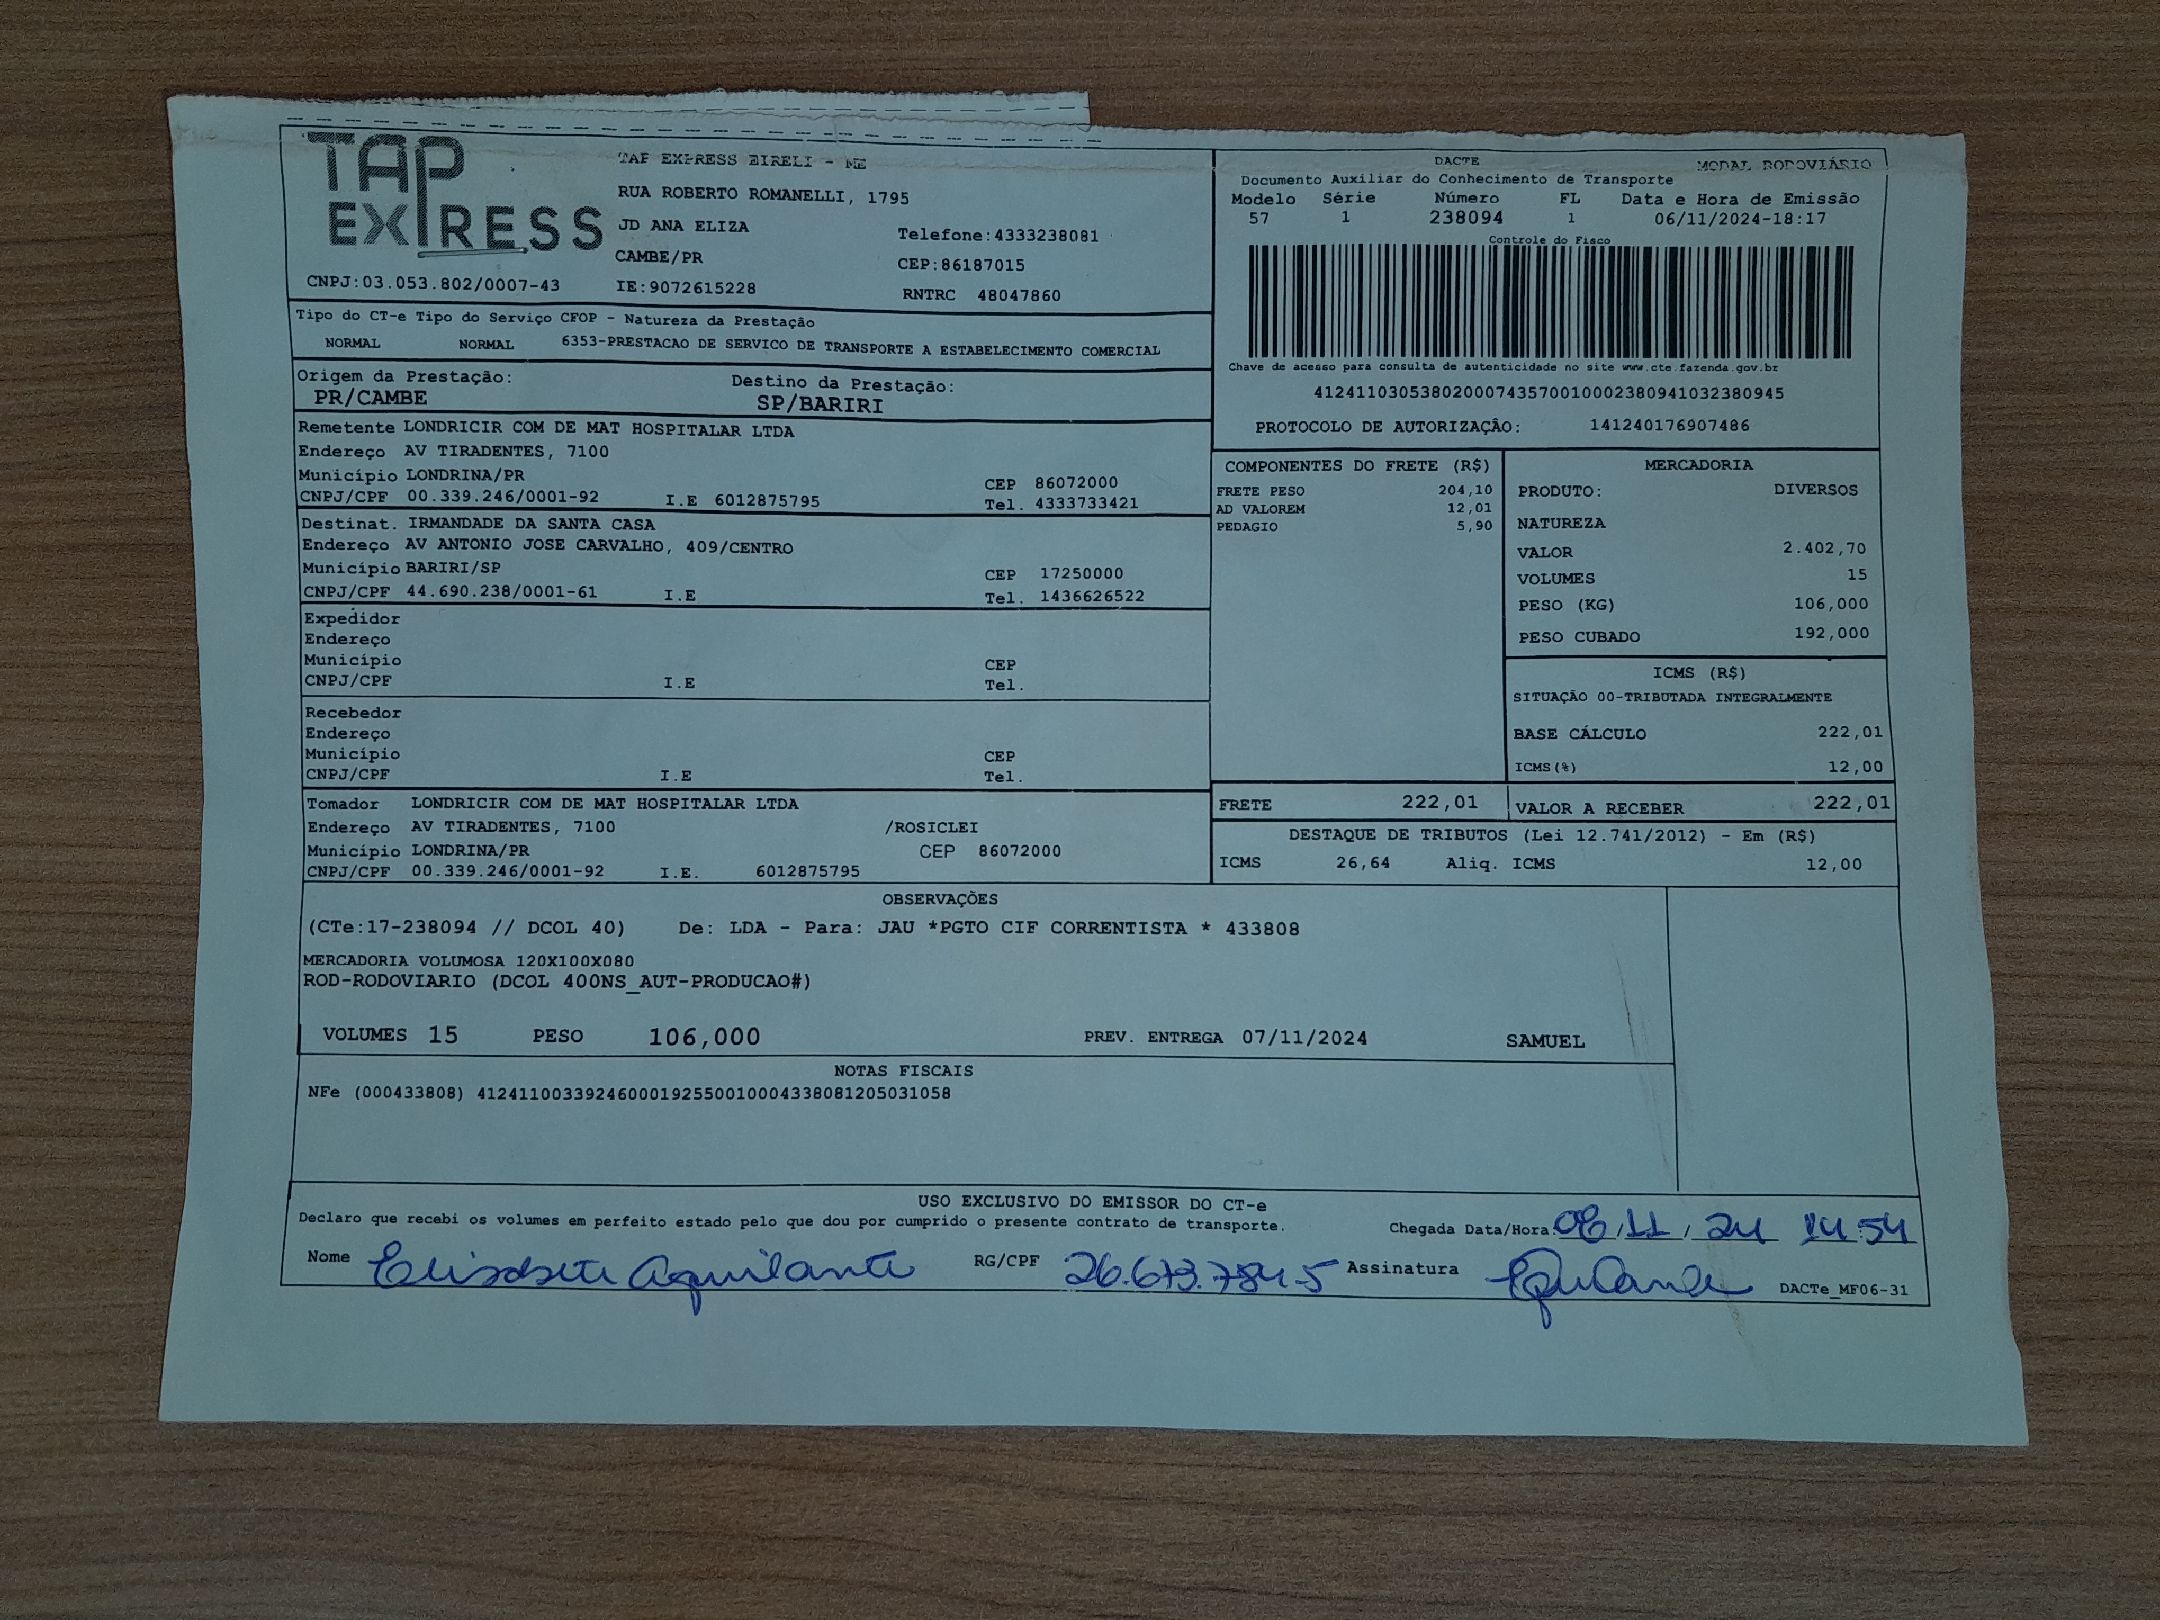 TAP EXPRESS
TAP EXPRESS EIRELI - ME
RUA ROBERTO ROMANELLI, 1795
JD ANA ELIZA Telefone:4333238081
CAMBE/PR CEP:86187015
CNPJ:03.053.802/0007-43 IE:9072615228 RNTRC 48047860
DACTE MODAL RODOVIÁRIO
Documento Auxiliar do Conhecimento de Transporte
Modelo Série Número FL Data e Hora de Emissão
57 1 238094 1 06/11/2024-18:17
Controle do Fisco
Chave de acesso para consulta de autenticidade no site www.cte.fazenda.gov.br
41241103053802000743570010002380941032380945
PROTOCOLO DE AUTORIZAÇÃO: 141240176907486
Tipo do CT-e Tipo do Serviço CFOP - Natureza da Prestação
NORMAL NORMAL 6353-PRESTACAO DE SERVICO DE TRANSPORTE A ESTABELECIMENTO COMERCIAL
Origem da Prestação: Destino da Prestação:
PR/CAMBE SP/BARIRI
Remetente LONDRICIR COM DE MAT HOSPITALAR LTDA
Endereço AV TIRADENTES, 7100
Município LONDRINA/PR CEP 86072000
CNPJ/CPF 00.339.246/0001-92 I.E 6012875795 Tel. 4333733421
Destinat. IRMANDADE DA SANTA CASA
Endereço AV ANTONIO JOSE CARVALHO, 409/CENTRO
Município BARIRI/SP CEP 17250000
CNPJ/CPF 44.690.238/0001-61 I.E Tel. 1436626522
Expedidor
Endereço
Município CEP
CNPJ/CPF I.E Tel.
Recebedor
Endereço
Município CEP
CNPJ/CPF I.E Tel.
Tomador LONDRICIR COM DE MAT HOSPITALAR LTDA
Endereço AV TIRADENTES, 7100 /ROSICLEI
Município LONDRINA/PR CEP 86072000
CNPJ/CPF 00.339.246/0001-92 I.E. 6012875795
COMPONENTES DO FRETE (R$)
FRETE PESO 204,10
AD VALOREM 12,01
PEDAGIO 5,90
MERCADORIA
PRODUTO: DIVERSOS
NATUREZA
VALOR 2.402,70
VOLUMES 15
PESO (KG) 106,000
PESO CUBADO 192,000
ICMS (R$)
SITUAÇÃO 00-TRIBUTADA INTEGRALMENTE
BASE CÁLCULO 222,01
ICMS(%) 12,00
FRETE 222,01 VALOR A RECEBER 222,01
DESTAQUE DE TRIBUTOS (Lei 12.741/2012) - Em (R$)
ICMS 26,64 Aliq. ICMS 12,00
OBSERVAÇÕES
(CTe:17-238094 // DCOL 40) De: LDA - Para: JAU *PGTO CIF CORRENTISTA * 433808
MERCADORIA VOLUMOSA 120X100X080
ROD-RODOVIARIO (DCOL 400NS_AUT-PRODUCAO#)
VOLUMES 15 PESO 106,000 PREV. ENTREGA 07/11/2024 SAMUEL
NOTAS FISCAIS
NFe (000433808) 41241100339246000192550010004338081205031058
USO EXCLUSIVO DO EMISSOR DO CT-e
Declaro que recebi os volumes em perfeito estado pelo que dou por cumprido o presente contrato de transporte. Chegada Data/Hora: 08/11/24 14:54
Nome Elisabete Aquilante RG/CPF 26.673.784-5 Assinatura DACTe_MF06-31